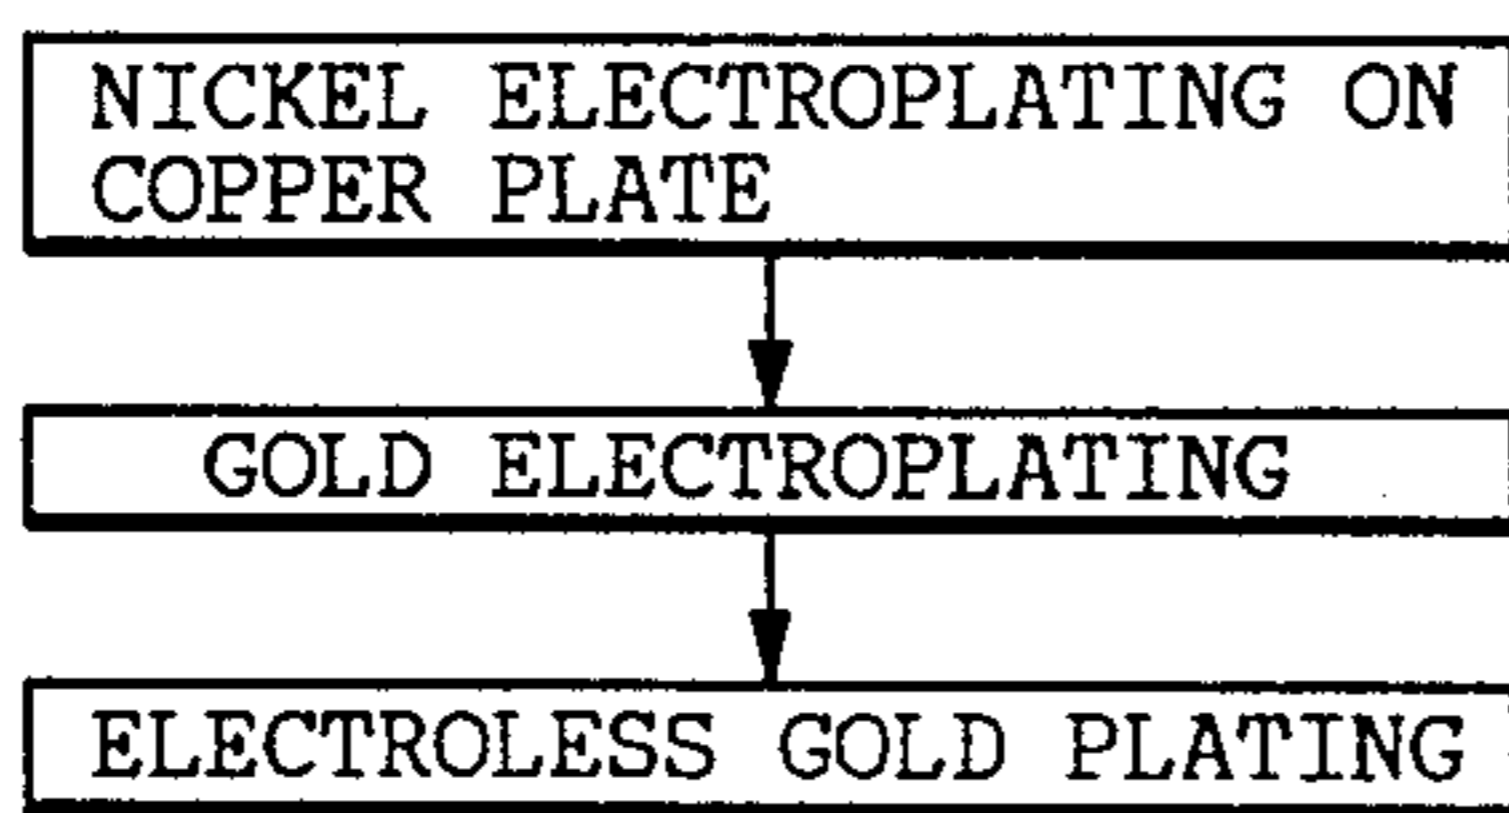 NICKEL ELECTROPLATING ON
COPPER PLATE
GOLD ELECTROPLATING
ELECTROLESS GOLD PLATING